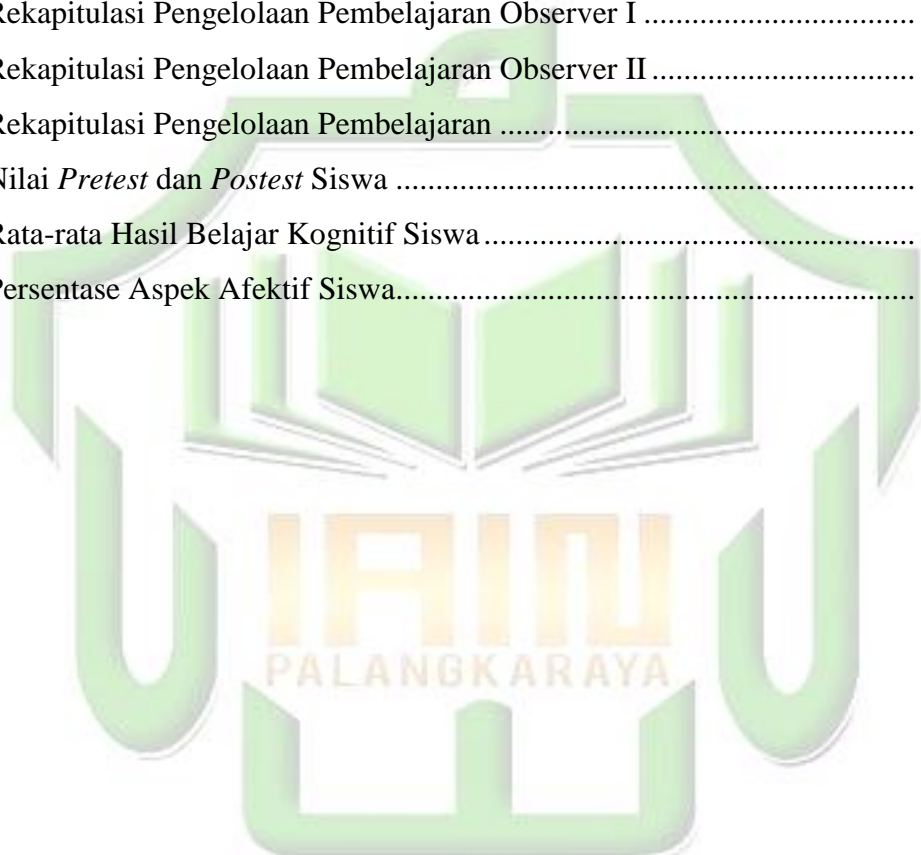 Rekapitulasi Pengelolaan Pembelajaran Observer I ................................
Rekapitulasi Pengelolaan Pembelajaran Observer II ...............................
Rekapitulasi Pengelolaan Pembelajaran ..................................................
Nilai Pretest dan Postest Siswa ...............................................................
Rata-rata Hasil Belajar Kognitif Siswa ....................................................
Persentase Aspek Afektif Siswa...............................................................
IAIN
PALANGKARAYA